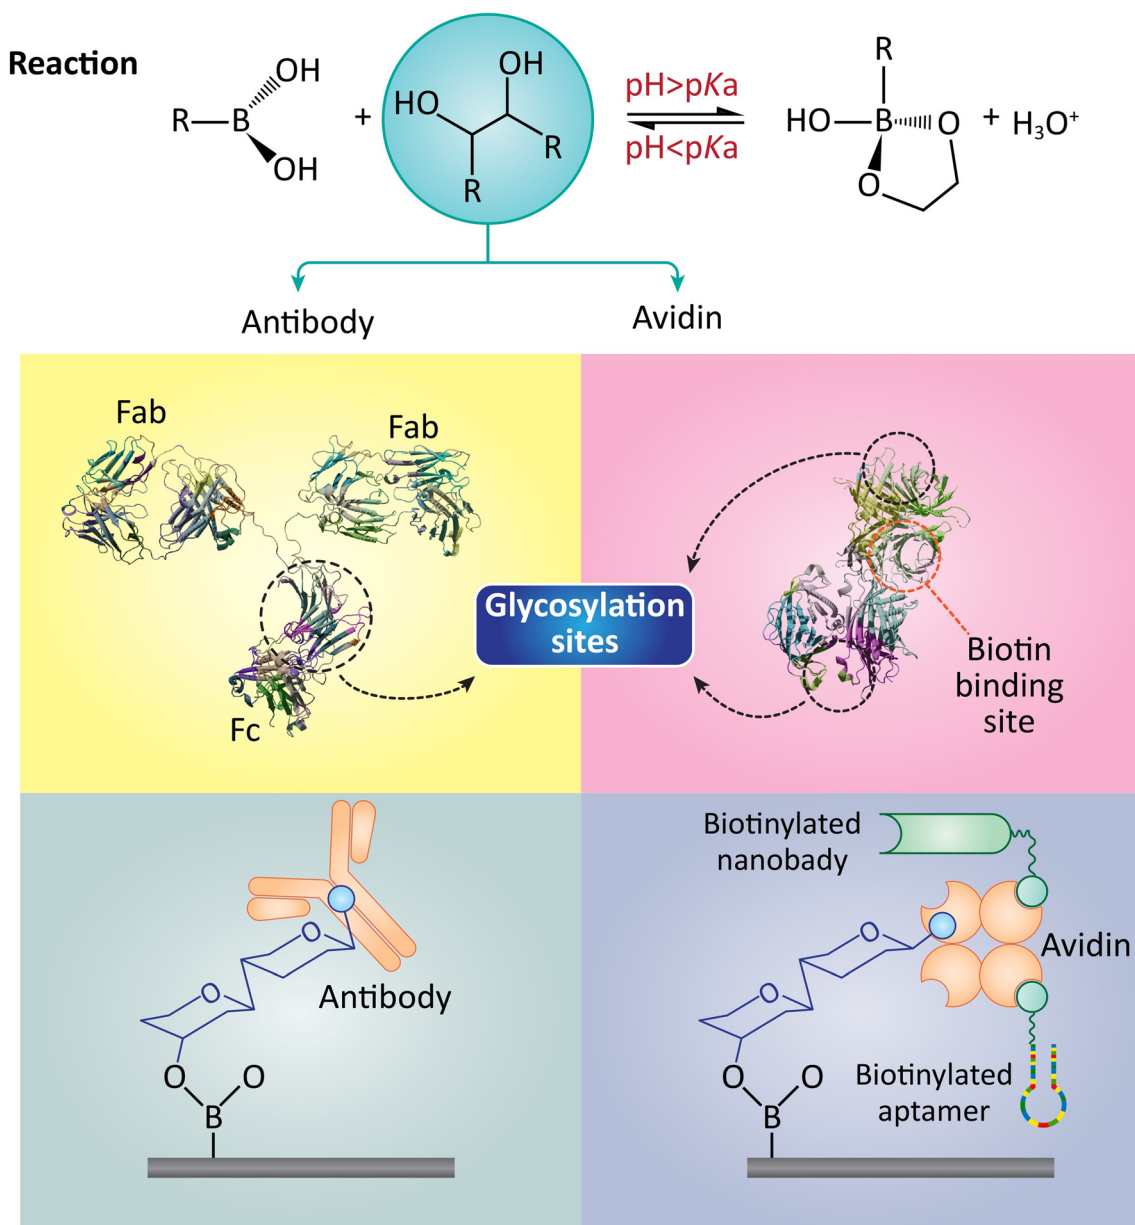 Reaction
R
B
OH
OH
+
HO
OH
R
R
pH>pKa
pH<pKa
R
HO
B
O
O
+ H₃O⁺
Antibody
Avidin
Fab
Fab
Fc
Glycosylation
sites
Biotin
binding
site
O
O
Antibody
O
O
B
Biotinylated
nanobady
O
O
Avidin
O
O
B
Biotinylated
aptamer